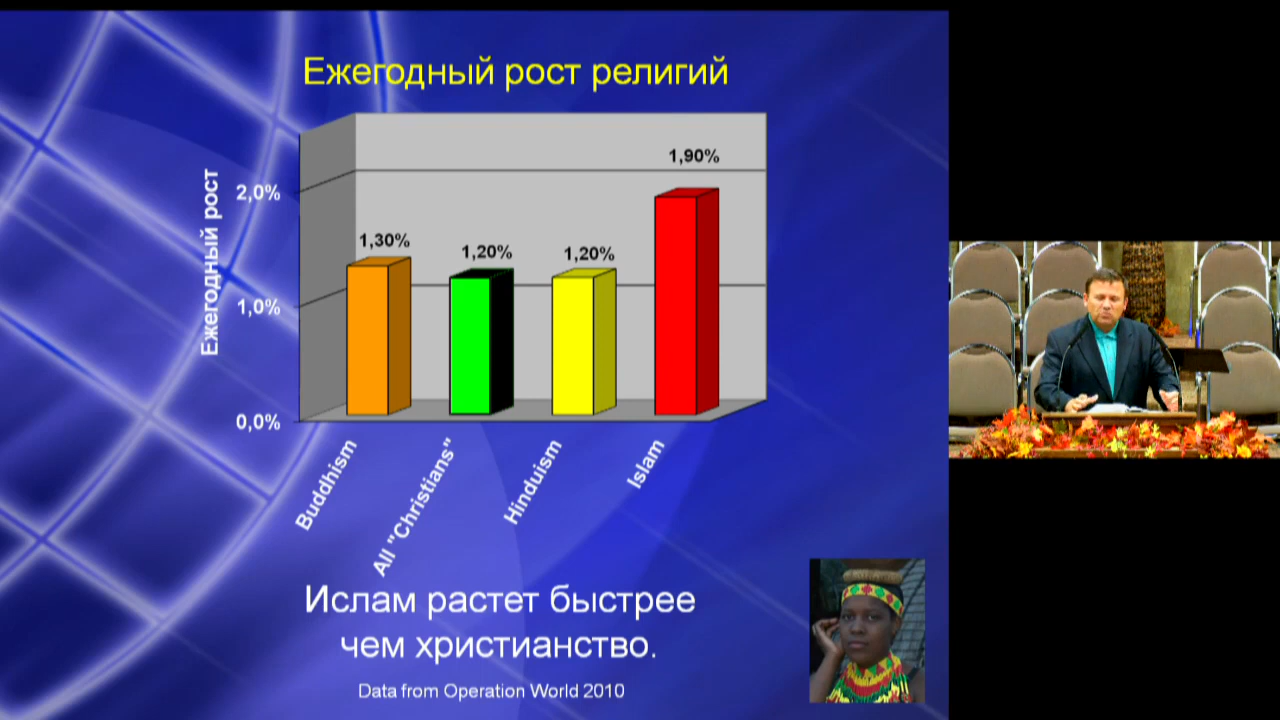 Ежегодный рост религий
Ежегодный рост
2,0%
1,0%
0,0%
1,30%
1,20%
1,20%
1,90%
Buddhism
All "Christians"
Hinduism
Islam
Ислам растет быстрее
чем христианство.
Data from Operation World 2010